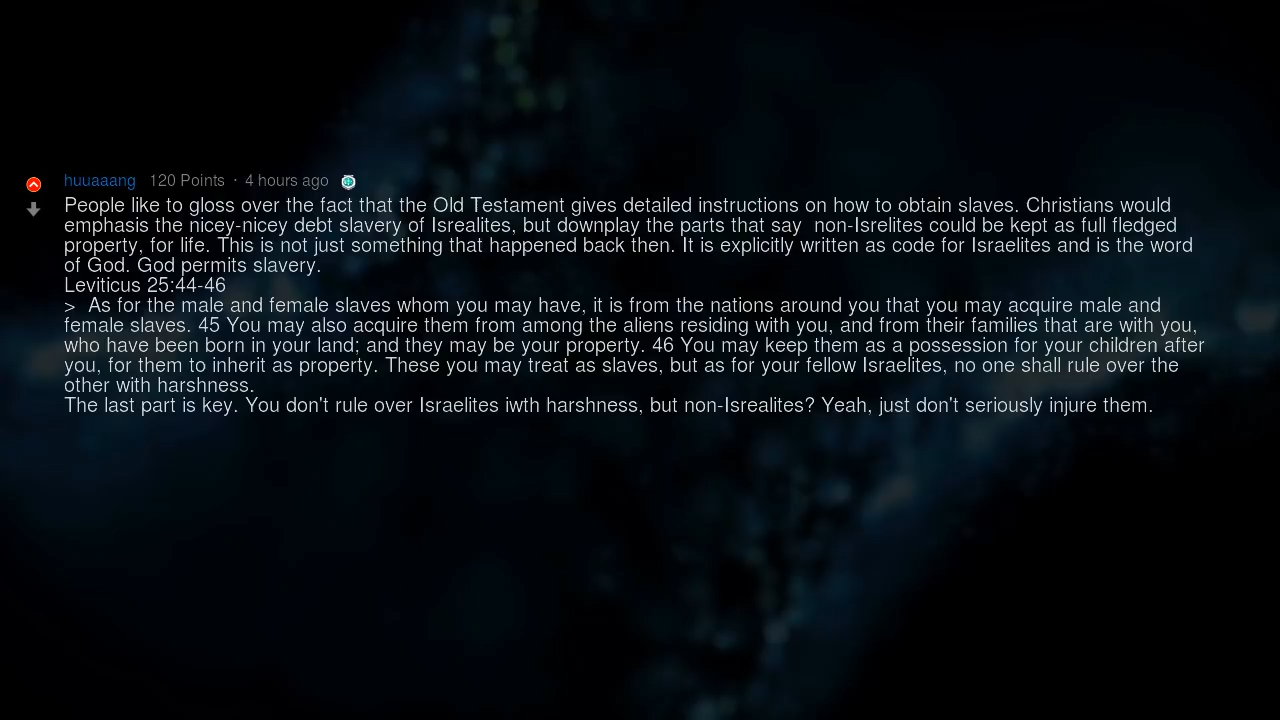 huuaaang 120 Points · 4 hours ago
People like to gloss over the fact that the Old Testament gives detailed instructions on how to obtain slaves. Christians would
emphasis the nicey-nicey debt slavery of Isrealites, but downplay the parts that say  non-Isrelites could be kept as full fledged
property, for life. This is not just something that happened back then. It is explicitly written as code for Israelites and is the word
of God. God permits slavery.
Leviticus 25:44-46
>  As for the male and female slaves whom you may have, it is from the nations around you that you may acquire male and
female slaves. 45 You may also acquire them from among the aliens residing with you, and from their families that are with you,
who have been born in your land; and they may be your property. 46 You may keep them as a possession for your children after
you, for them to inherit as property. These you may treat as slaves, but as for your fellow Israelites, no one shall rule over the
other with harshness.
The last part is key. You don't rule over Israelites iwth harshness, but non-Isrealites? Yeah, just don't seriously injure them.